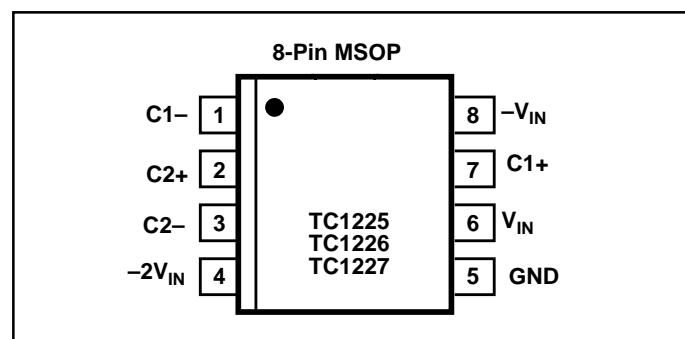 8-Pin MSOP
C1– 1
C2+ 2
C2– 3
–2VIN 4
TC1225
TC1226
TC1227
8 –VIN
7 C1+
6 VIN
5 GND